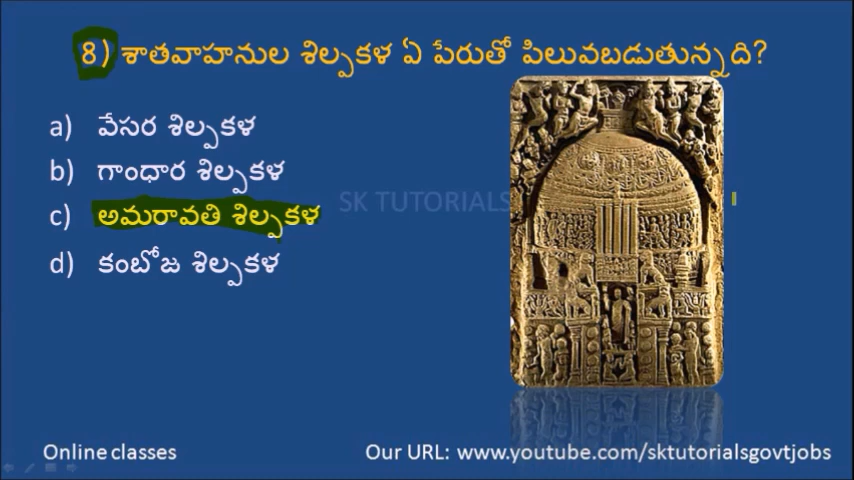 8) శాతవాహనుల శిల్పకళ ఏ పేరుతో పిలువబడుతున్నది?
a) వేసర శిల్పకళ
b) గాంధార శిల్పకళ
c) అమరావతి శిల్పకళ
SK TUTORIALS
d) కంబోజ శిల్పకళ
Online classes
Our URL: www.youtube.com/sktutorialsgovtjobs